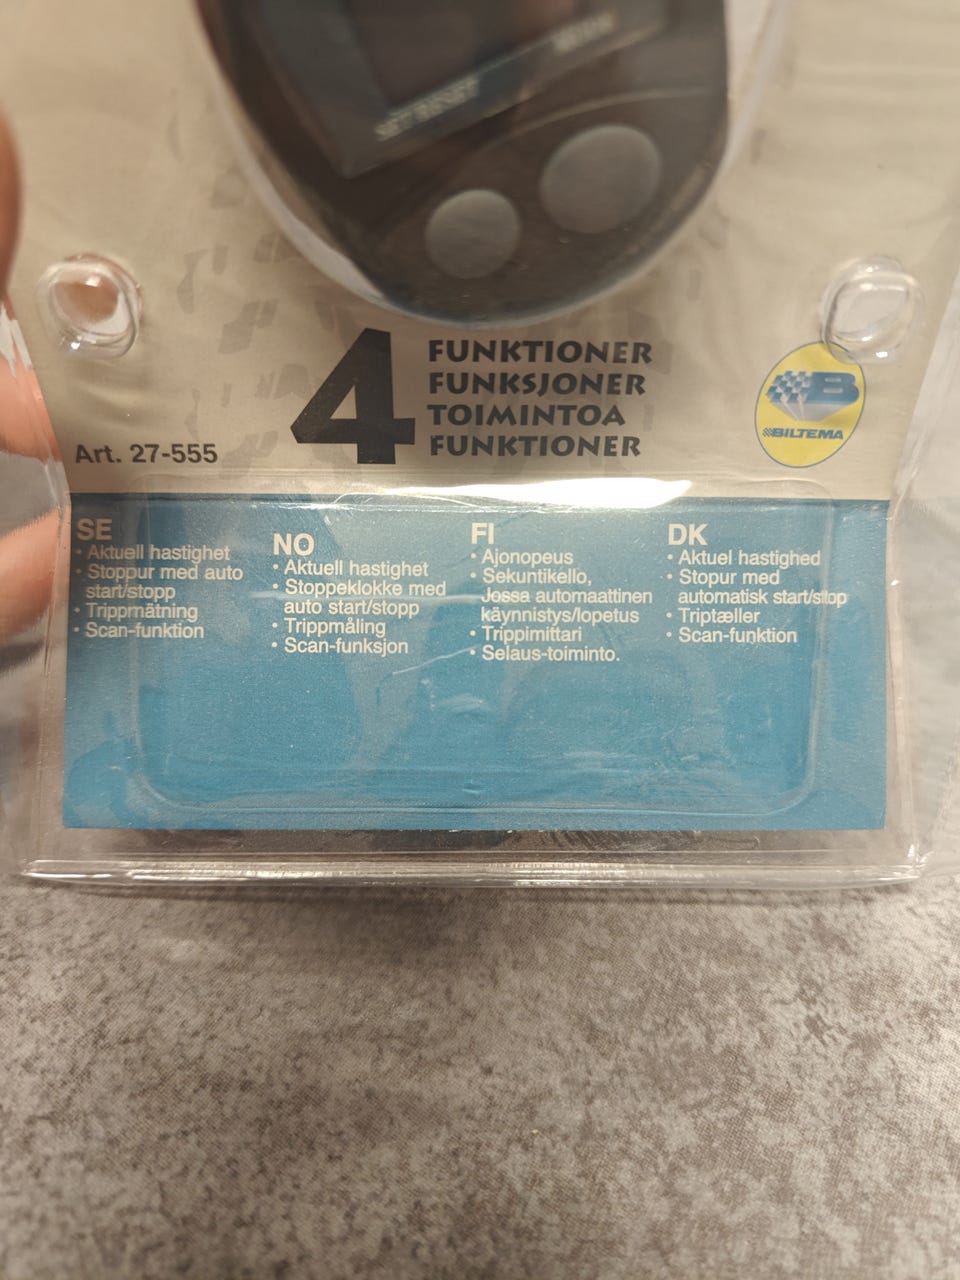 SET RESET
4
FUNKTIONER
FUNKSJONER
TOIMINTOA
FUNKTIONER
B
BILTEMA
Art. 27-555
SE
• Aktuell hastighet
• Stoppur med auto
start/stopp
• Trippmätning
• Scan-funktion
NO
• Aktuell hastighet
• Stoppeklokke med
auto start/stopp
• Trippmåling
• Scan-funksjon
FI
• Ajonopeus
• Sekuntikello,
Jossa automaattinen
käynnistys/lopetus
• Trippimittari
• Selaus-toiminto.
DK
• Aktuel hastighed
• Stopur med
automatisk start/stop
• Triptæller
• Scan-funktion